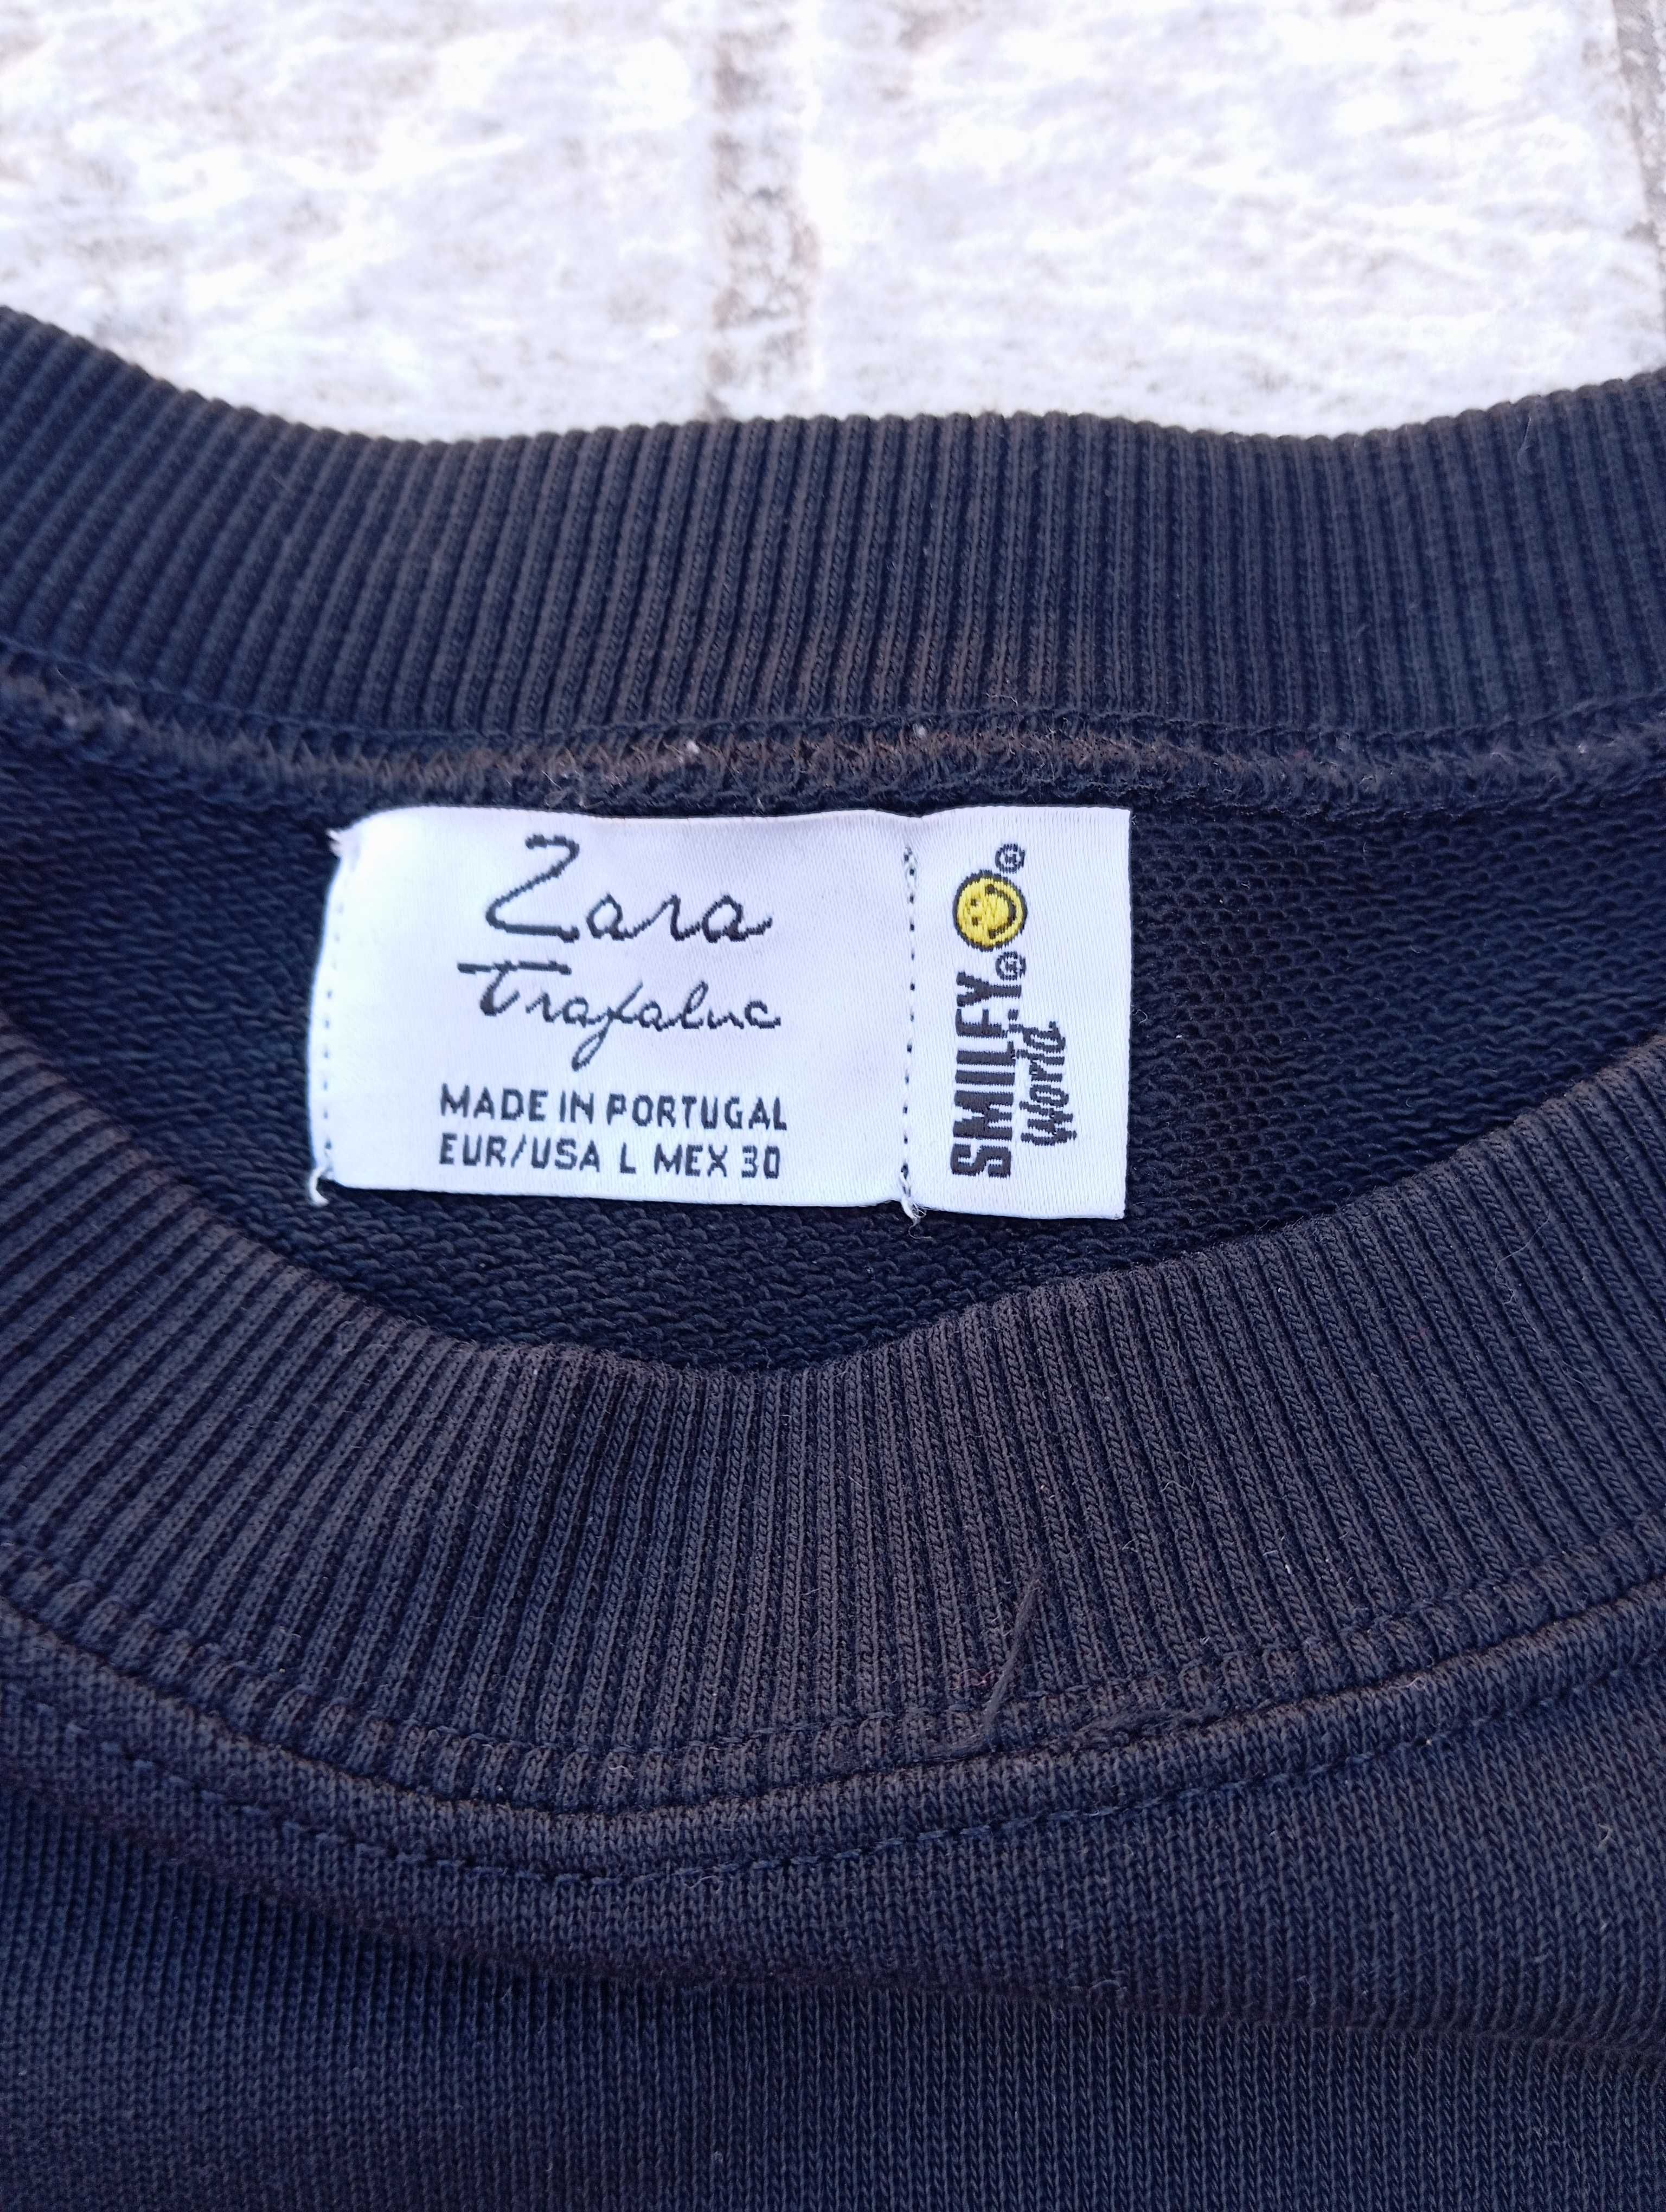 Zara
Trafaluc
MADE IN PORTUGAL
EUR/USA L MEX 30
SMILEY®
World